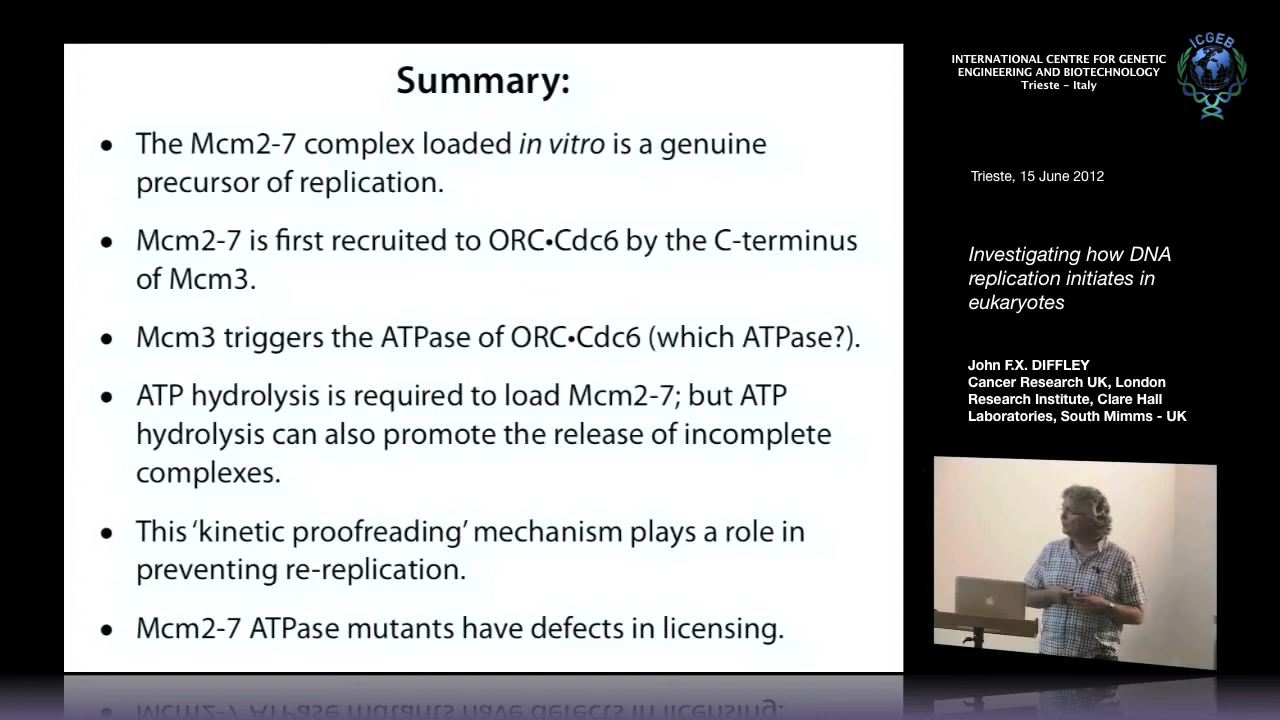 Summary:
• The Mcm2-7 complex loaded in vitro is a genuine
precursor of replication.
• Mcm2-7 is first recruited to ORC•Cdc6 by the C-terminus
of Mcm3.
• Mcm3 triggers the ATPase of ORC•Cdc6 (which ATPase?).
• ATP hydrolysis is required to load Mcm2-7; but ATP
hydrolysis can also promote the release of incomplete
complexes.
• This ‘kinetic proofreading’ mechanism plays a role in
preventing re-replication.
• Mcm2-7 ATPase mutants have defects in licensing.
INTERNATIONAL CENTRE FOR GENETIC
ENGINEERING AND BIOTECHNOLOGY
Trieste – Italy
ICGEB
Trieste, 15 June 2012
Investigating how DNA
replication initiates in
eukaryotes
John F.X. DIFFLEY
Cancer Research UK, London
Research Institute, Clare Hall
Laboratories, South Mimms - UK